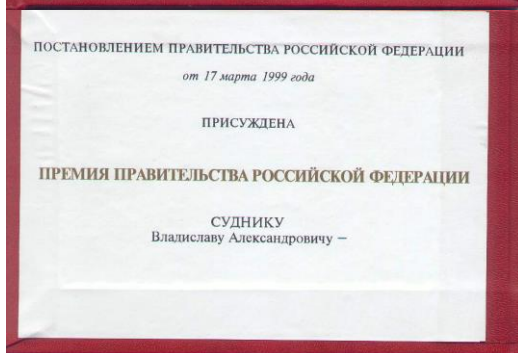 ПОСТАНОВЛЕНИЕМ ПРАВИТЕЛЬСТВА РОССИЙСКОЙ ФЕДЕРАЦИИ
от 17 марта 1999 года
ПРИСУЖДЕНА
ПРЕМИЯ ПРАВИТЕЛЬСТВА РОССИЙСКОЙ ФЕДЕРАЦИИ
СУДНИКУ
Владиславу Александровичу —